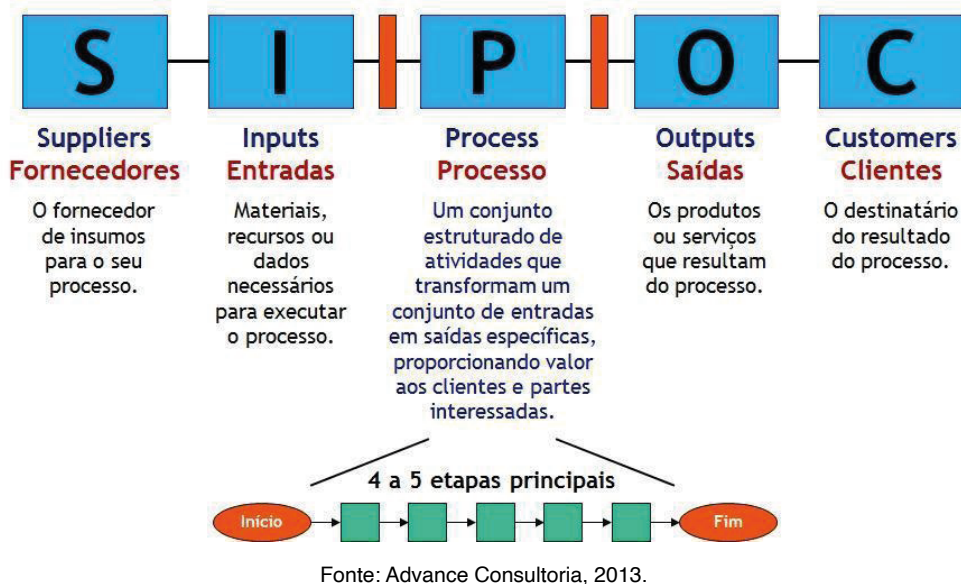 S I P O C
Suppliers
Fornecedores
O fornecedor
de insumos
para o seu
processo.
Inputs
Entradas
Materiais,
recursos ou
dados
necessários
para executar
o processo.
Process
Processo
Um conjunto
estruturado de
atividades que
transformam um
conjunto de entradas
em saídas específicas,
proporcionando valor
aos clientes e partes
interessadas.
Outputs
Saídas
Os produtos
ou serviços
que resultam
do processo.
Customers
Clientes
O destinatário
do resultado
do processo.
4 a 5 etapas principais
Início
Fim
Fonte: Advance Consultoria, 2013.